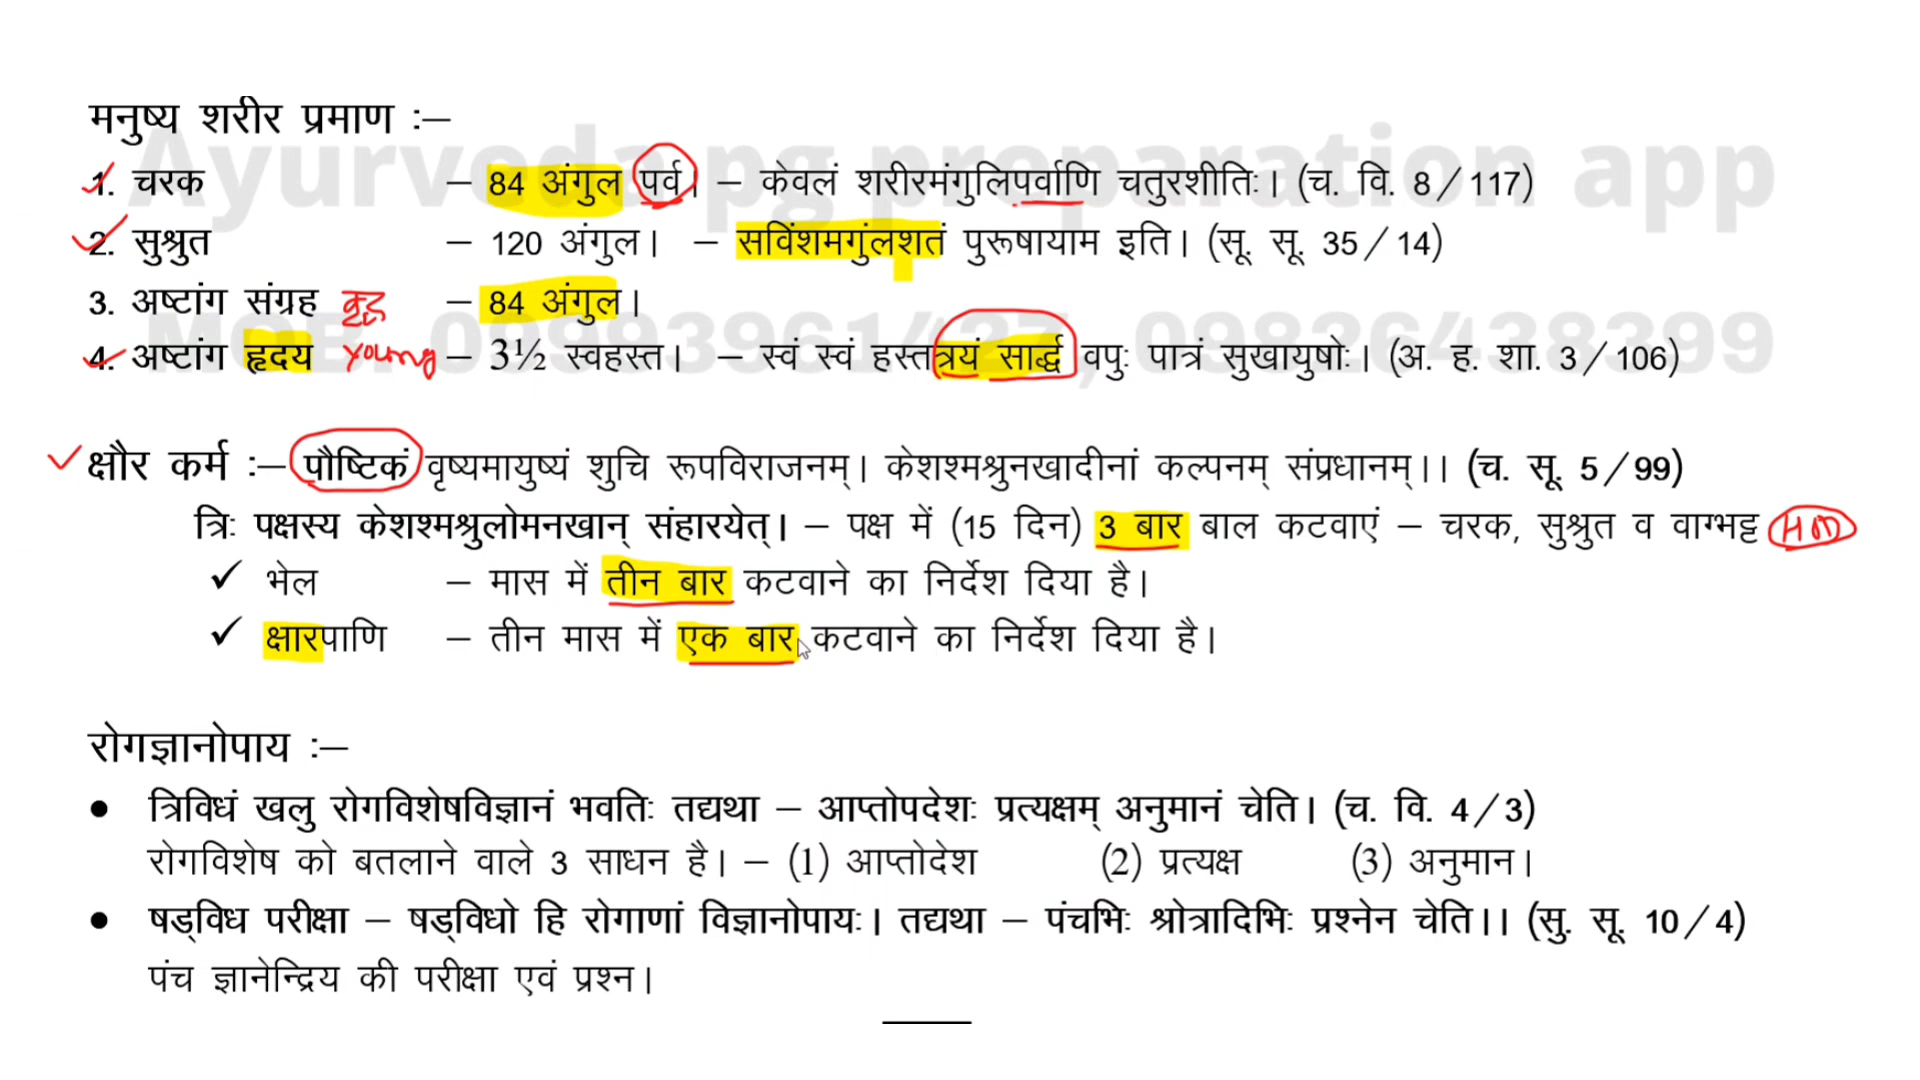 मनुष्य शरीर प्रमाण :–
1. चरक – 84 अंगुल पर्व। – केवलं शरीरमंगुलिपर्वाणि चतुरशीतिः। (च. वि. 8/117)
2. सुश्रुत – 120 अंगुल। – सविंशमगुंलशतं पुरूषायाम इति। (सू. सू. 35/14)
3. अष्टांग संग्रह वृद्ध – 84 अंगुल।
4. अष्टांग हृदय young – 3½ स्वहस्त। – स्वं स्वं हस्तत्रयं सार्द्ध वपुः पात्रं सुखायुषोः। (अ. ह. शा. 3/106)
Ayurveda pg preparation app
क्षौर कर्म :– पौष्टिकं वृष्यमायुष्यं शुचि रूपविराजनम्। केशश्मश्रुनखादीनां कल्पनम् संप्रधानम्।। (च. सू. 5/99)
त्रिः पक्षस्य केशश्मश्रुलोमनखान् संहारयेत्। – पक्ष में (15 दिन) 3 बार बाल कटवाएं – चरक, सुश्रुत व वाग्भट्ट
✓ भेल – मास में तीन बार कटवाने का निर्देश दिया है।
✓ क्षारपाणि – तीन मास में एक बार कटवाने का निर्देश दिया है।
रोगज्ञानोपाय :–
● त्रिविधं खलु रोगविशेषविज्ञानं भवतिः तद्यथा – आप्तोपदेशः प्रत्यक्षम् अनुमानं चेति। (च. वि. 4/3)
रोगविशेष को बतलाने वाले 3 साधन है। – (1) आप्तोदेश (2) प्रत्यक्ष (3) अनुमान।
● षड्विध परीक्षा – षड्विधो हि रोगाणां विज्ञानोपायः। तद्यथा – पंचभिः श्रोत्रादिभिः प्रश्नेन चेति।। (सु. सू. 10/4)
पंच ज्ञानेन्द्रिय की परीक्षा एवं प्रश्न।